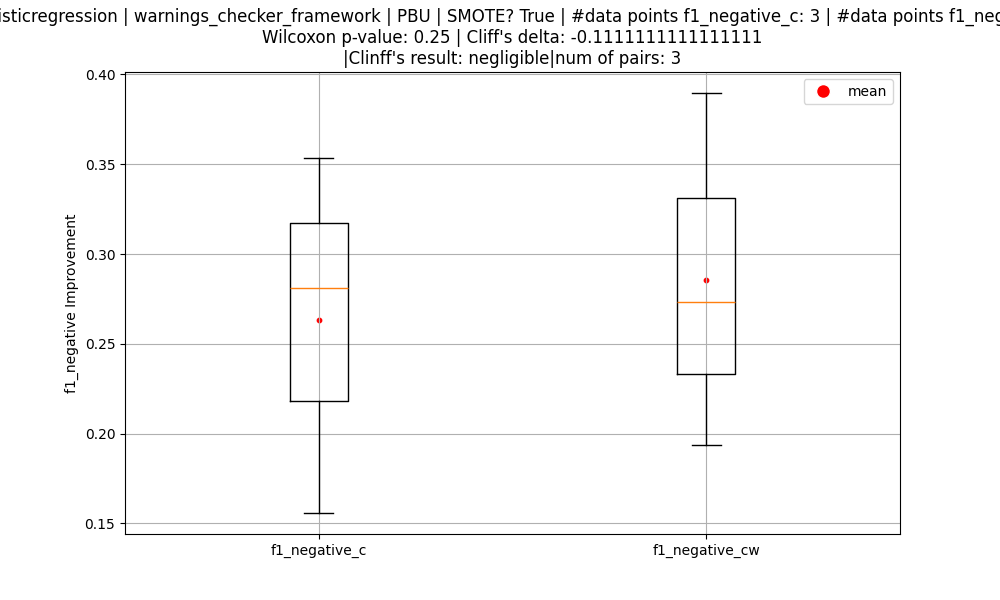 isticregression | warnings_checker_framework | PBU | SMOTE? True | #data points f1_negative_c: 3 | #data points f1_neg
Wilcoxon p-value: 0.25 | Cliff's delta: -0.1111111111111111
|Clinff's result: negligible|num of pairs: 3
mean
0.40
0.35
0.30
0.25
0.20
0.15
f1_negative Improvement
f1_negative_c
f1_negative_cw